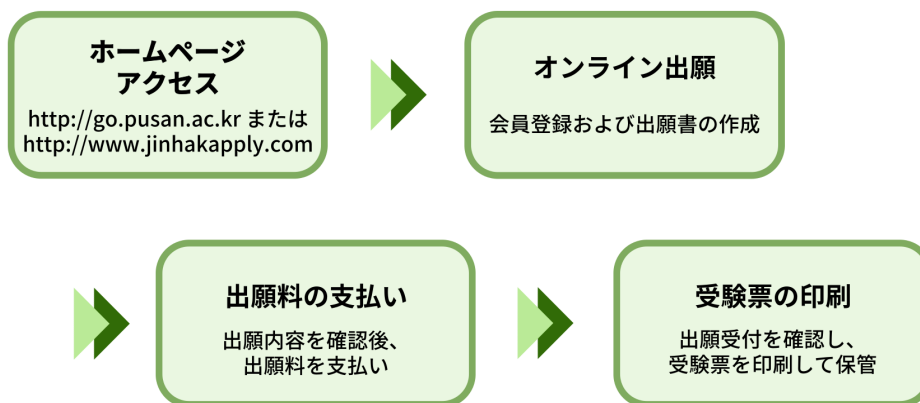 ホームページ
アクセス
http://go.pusan.ac.kr または
http://www.jinhakapply.com
オンライン出願
会員登録および出願書の作成
出願料の支払い
出願内容を確認後、
出願料を支払い
受験票の印刷
出願受付を確認し、
受験票を印刷して保管